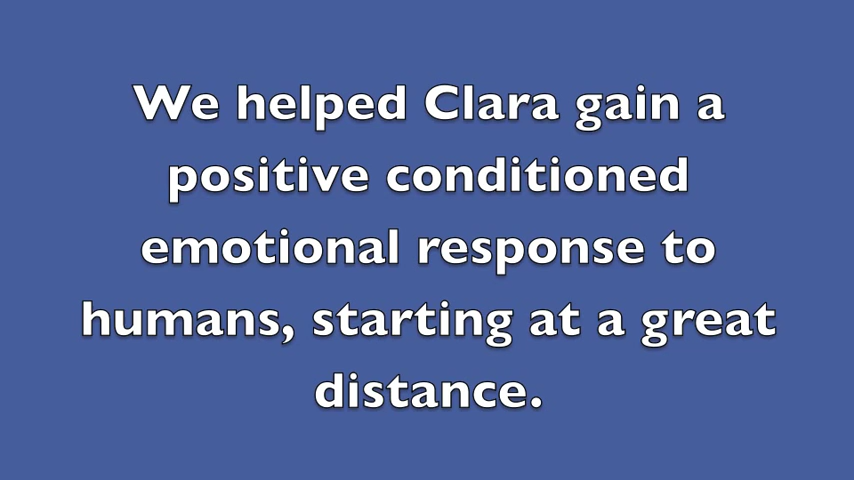 We helped Clara gain a
positive conditioned
emotional response to
humans, starting at a great
distance.